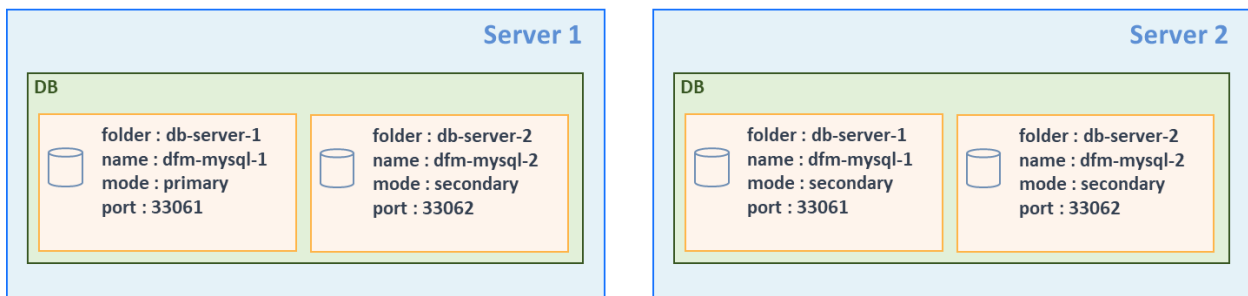 Server 1
DB
folder : db-server-1
name : dfm-mysql-1
mode : primary
port : 33061
folder : db-server-2
name : dfm-mysql-2
mode : secondary
port : 33062
Server 2
DB
folder : db-server-1
name : dfm-mysql-1
mode : secondary
port : 33061
folder : db-server-2
name : dfm-mysql-2
mode : secondary
port : 33062